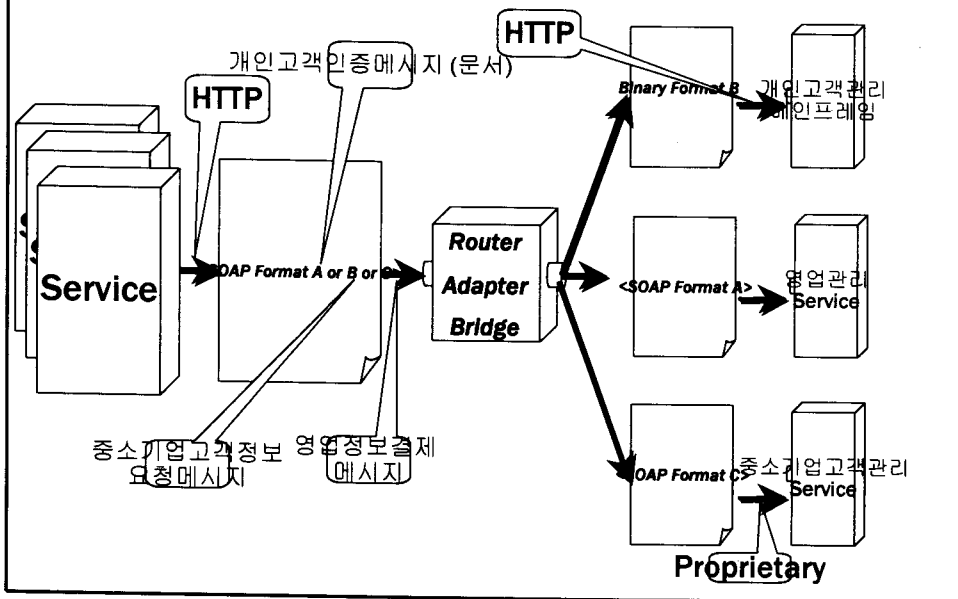 HTTP
개인고객인증메시지 (문서)
HTTP
Binary Format B
개인고객관리
메인프레임
Service
SOAP Format A or B or C
Router
Adapter
Bridge
<SOAP Format A>
영업관리
Service
중소기업고객정보
요청메시지
영업정보결제
메시지
SOAP Format C>
중소기업고객관리
Service
Proprietary